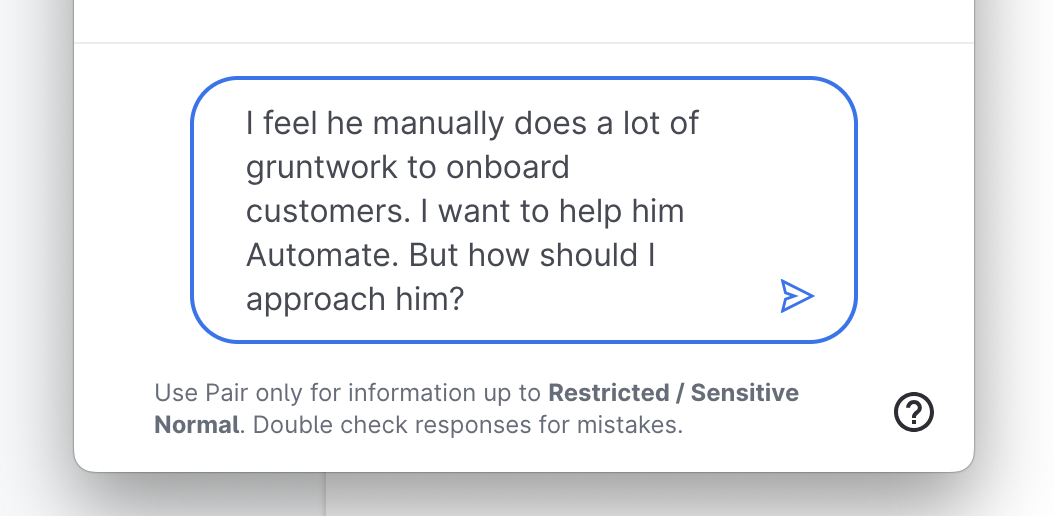 I feel he manually does a lot of
gruntwork to onboard
customers. I want to help him
Automate. But how should I
approach him?
Use Pair only for information up to Restricted / Sensitive
Normal. Double check responses for mistakes.
?